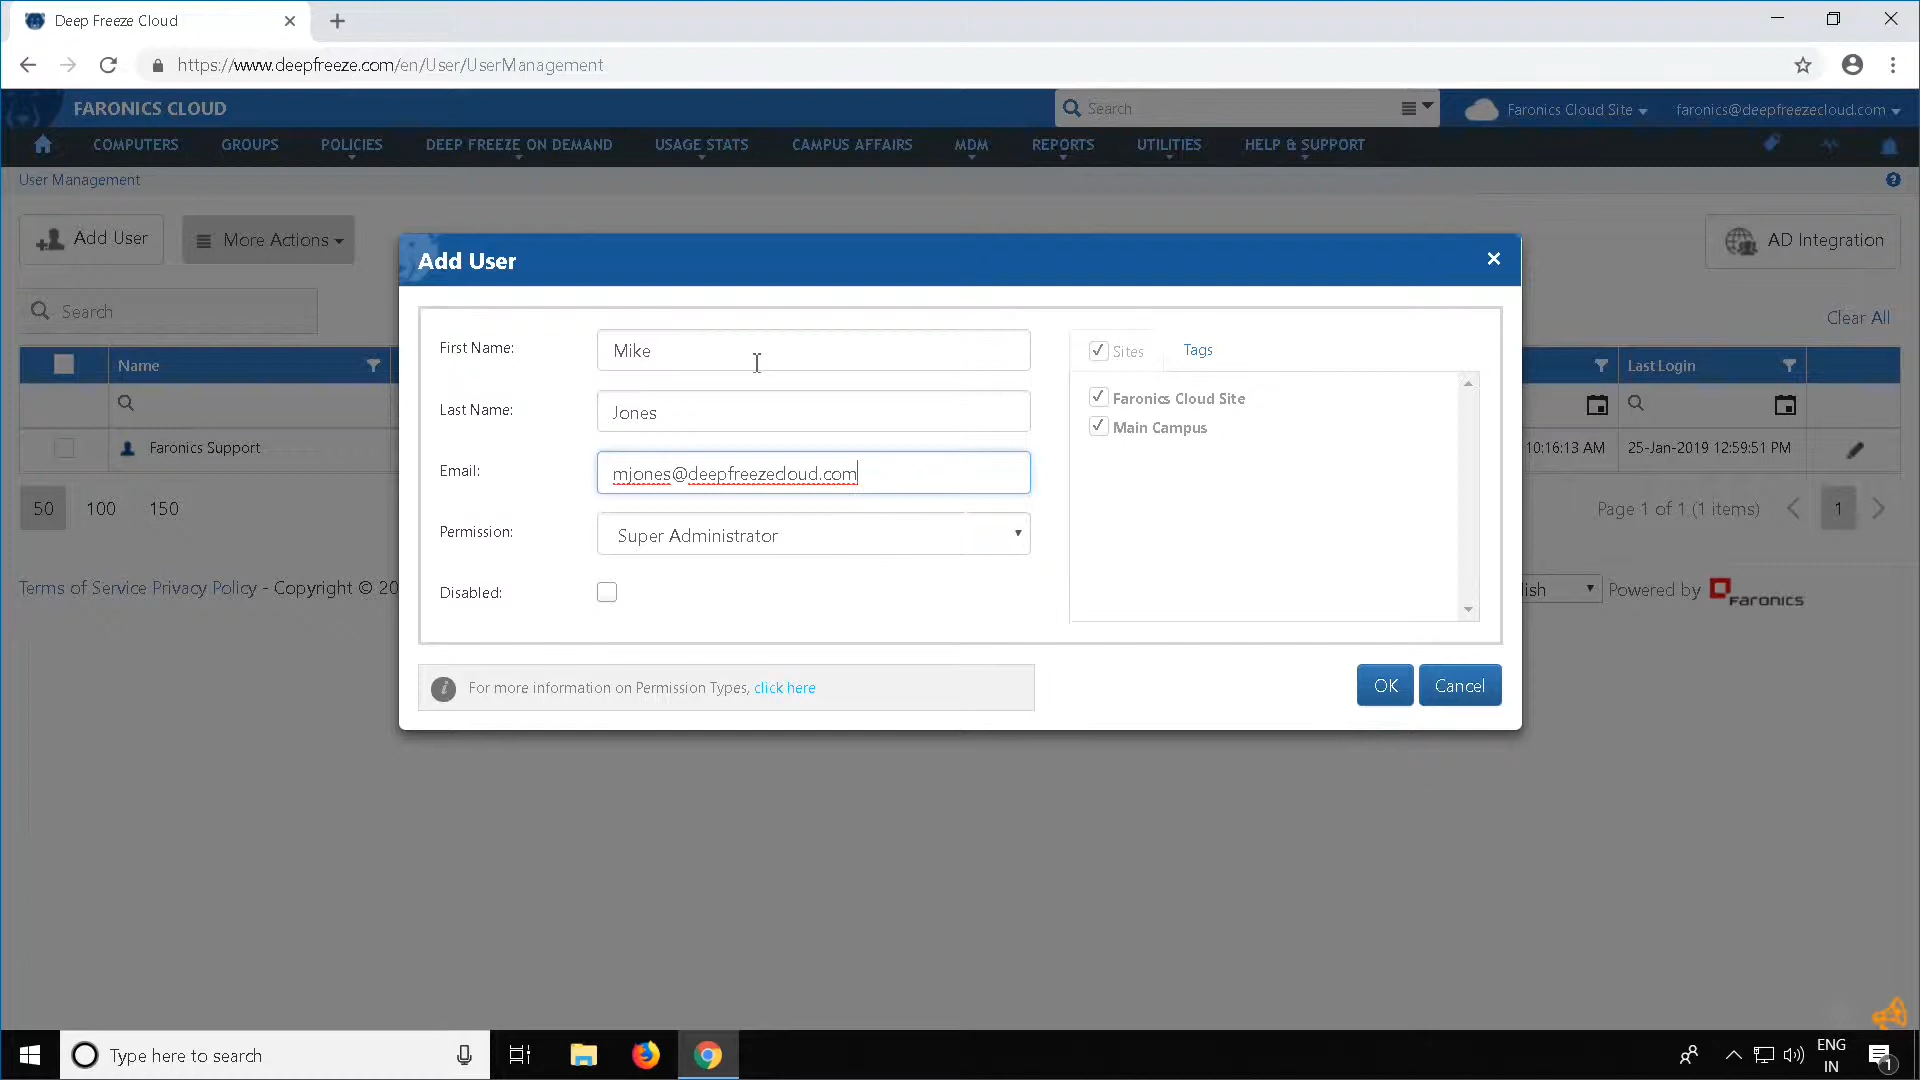 Deep Freeze Cloud
https://www.deepfreeze.com/en/User/UserManagement
FARONICS CLOUD
Search
Faronics Cloud Site
faronics@deepfreezecloud.com
COMPUTERS GROUPS POLICIES DEEP FREEZE ON DEMAND USAGE STATS CAMPUS AFFAIRS MDM REPORTS UTILITIES HELP & SUPPORT
User Management
Add User
More Actions
AD Integration
Search
Clear All
Name
Last Login
Faronics Support
10:16:13 AM
25-Jan-2019 12:59:51 PM
50 100 150
Page 1 of 1 (1 items)
1
Terms of Service Privacy Policy - Copyright © 20
lish
Powered by
FARONICS
Add User
First Name:
Mike
Last Name:
Jones
Email:
mjones@deepfreezecloud.com
Permission:
Super Administrator
Disabled:
Sites
Tags
Faronics Cloud Site
Main Campus
For more information on Permission Types, click here
OK
Cancel
Type here to search
ENG
IN
1